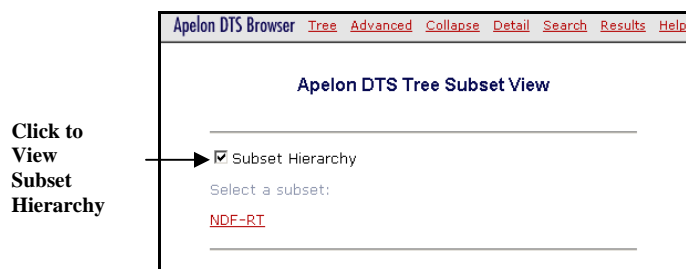 Apelon DTS Browser Tree Advanced Collapse Detail Search Results Help
Apelon DTS Tree Subset View
Click to
View
Subset
Hierarchy
Subset Hierarchy
Select a subset:
NDF-RT